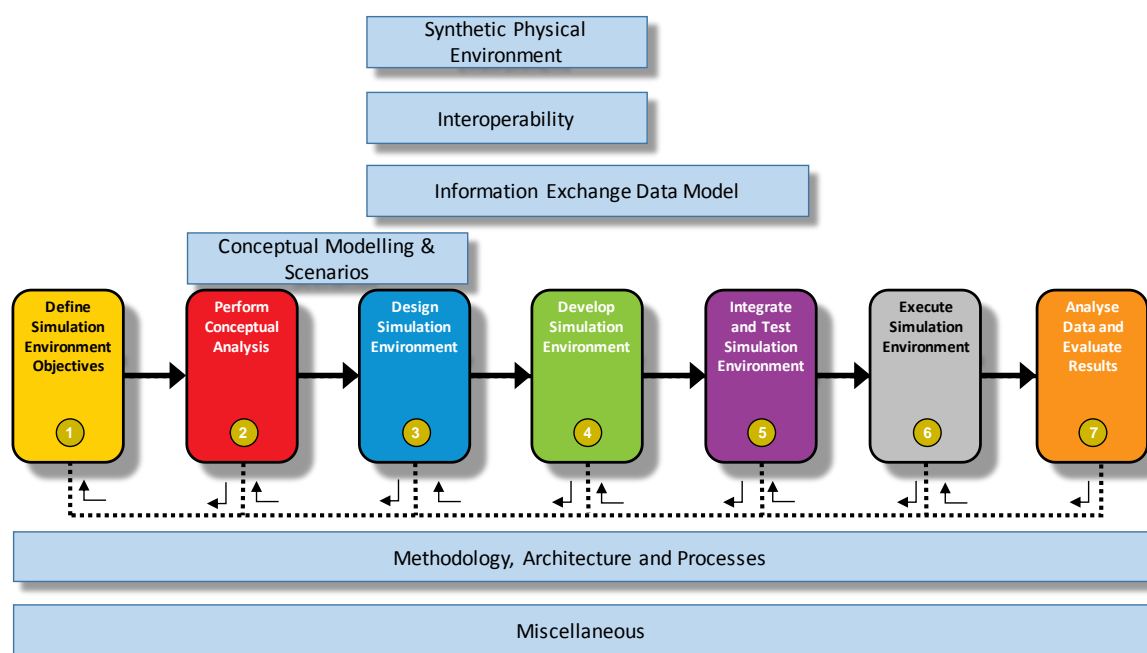 Synthetic Physical
Environment
Interoperability
Information Exchange Data Model
Conceptual Modelling &
Scenarios
Define
Simulation
Environment
Objectives
1
Perform
Conceptual
Analysis
2
Design
Simulation
Environment
3
Develop
Simulation
Environment
4
Integrate
and Test
Simulation
Environment
5
Execute
Simulation
Environment
6
Analyse
Data and
Evaluate
Results
7
Methodology, Architecture and Processes
Miscellaneous